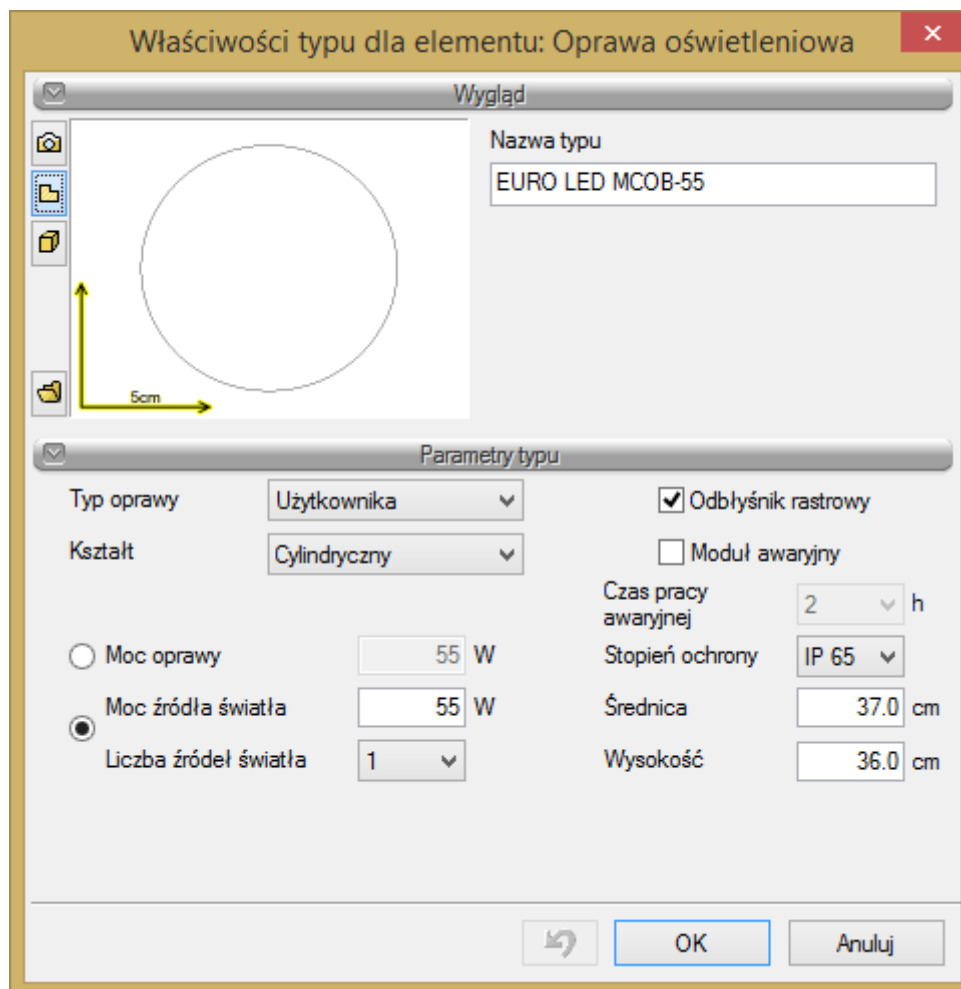 Właściwości typu dla elementu: Oprawa oświetleniowa
Wygląd
Nazwa typu
EURO LED MCOB-55
5cm
Parametry typu
Typ oprawy Użytkownika Odbłyśnik rastrowy
Kształt Cylindryczny Moduł awaryjny
Czas pracy
awaryjnej 2 h
Moc oprawy 55 W Stopień ochrony IP 65
Moc źródła światła 55 W Średnica 37.0 cm
Liczba źródeł światła 1 Wysokość 36.0 cm
OK Anuluj